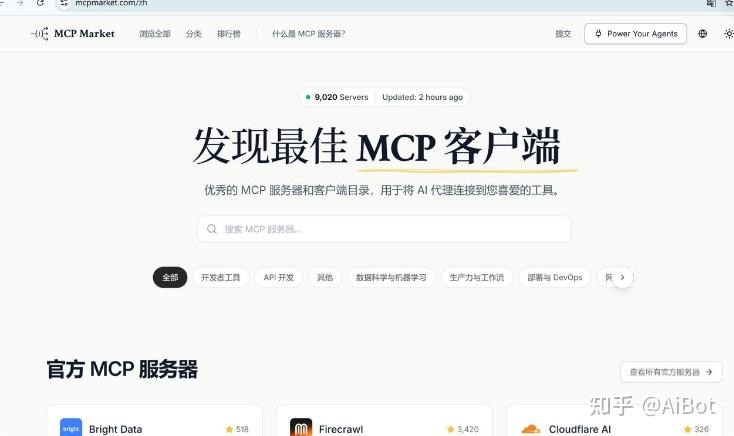 mcpmarket.com/zh
MCP Market 浏览全部 分类 排行榜 什么是 MCP 服务器? 提交 Power Your Agents
9,020 Servers Updated: 2 hours ago
发现最佳 MCP 客户端
优秀的 MCP 服务器和客户端目录，用于将 AI 代理连接到您喜爱的工具。
搜索 MCP 服务器...
全部 开发者工具 API 开发 其他 数据科学与机器学习 生产力与工作流 部署与 DevOps
官方 MCP 服务器 查看所有官方服务器
Bright Data 518 Firecrawl 3,420 Cloudflare AI 326
知乎 @AiBot